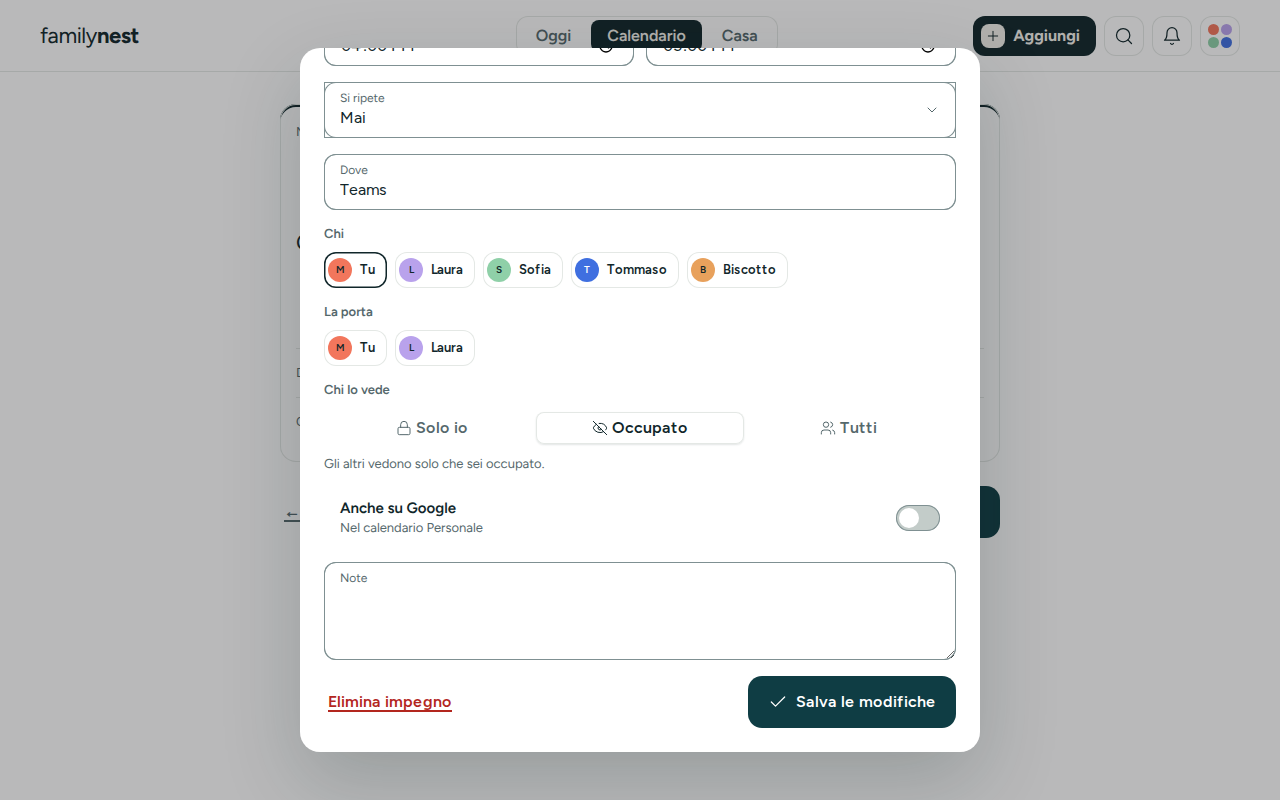 familynest
Oggi
Calendario
Casa
Aggiungi
Si ripete
Mai
Dove
Teams
Chi
M Tu
L Laura
S Sofia
T Tommaso
B Biscotto
La porta
M Tu
L Laura
Chi lo vede
Solo io
Occupato
Tutti
Gli altri vedono solo che sei occupato.
Anche su Google
Nel calendario Personale
Note
Elimina impegno
Salva le modifiche